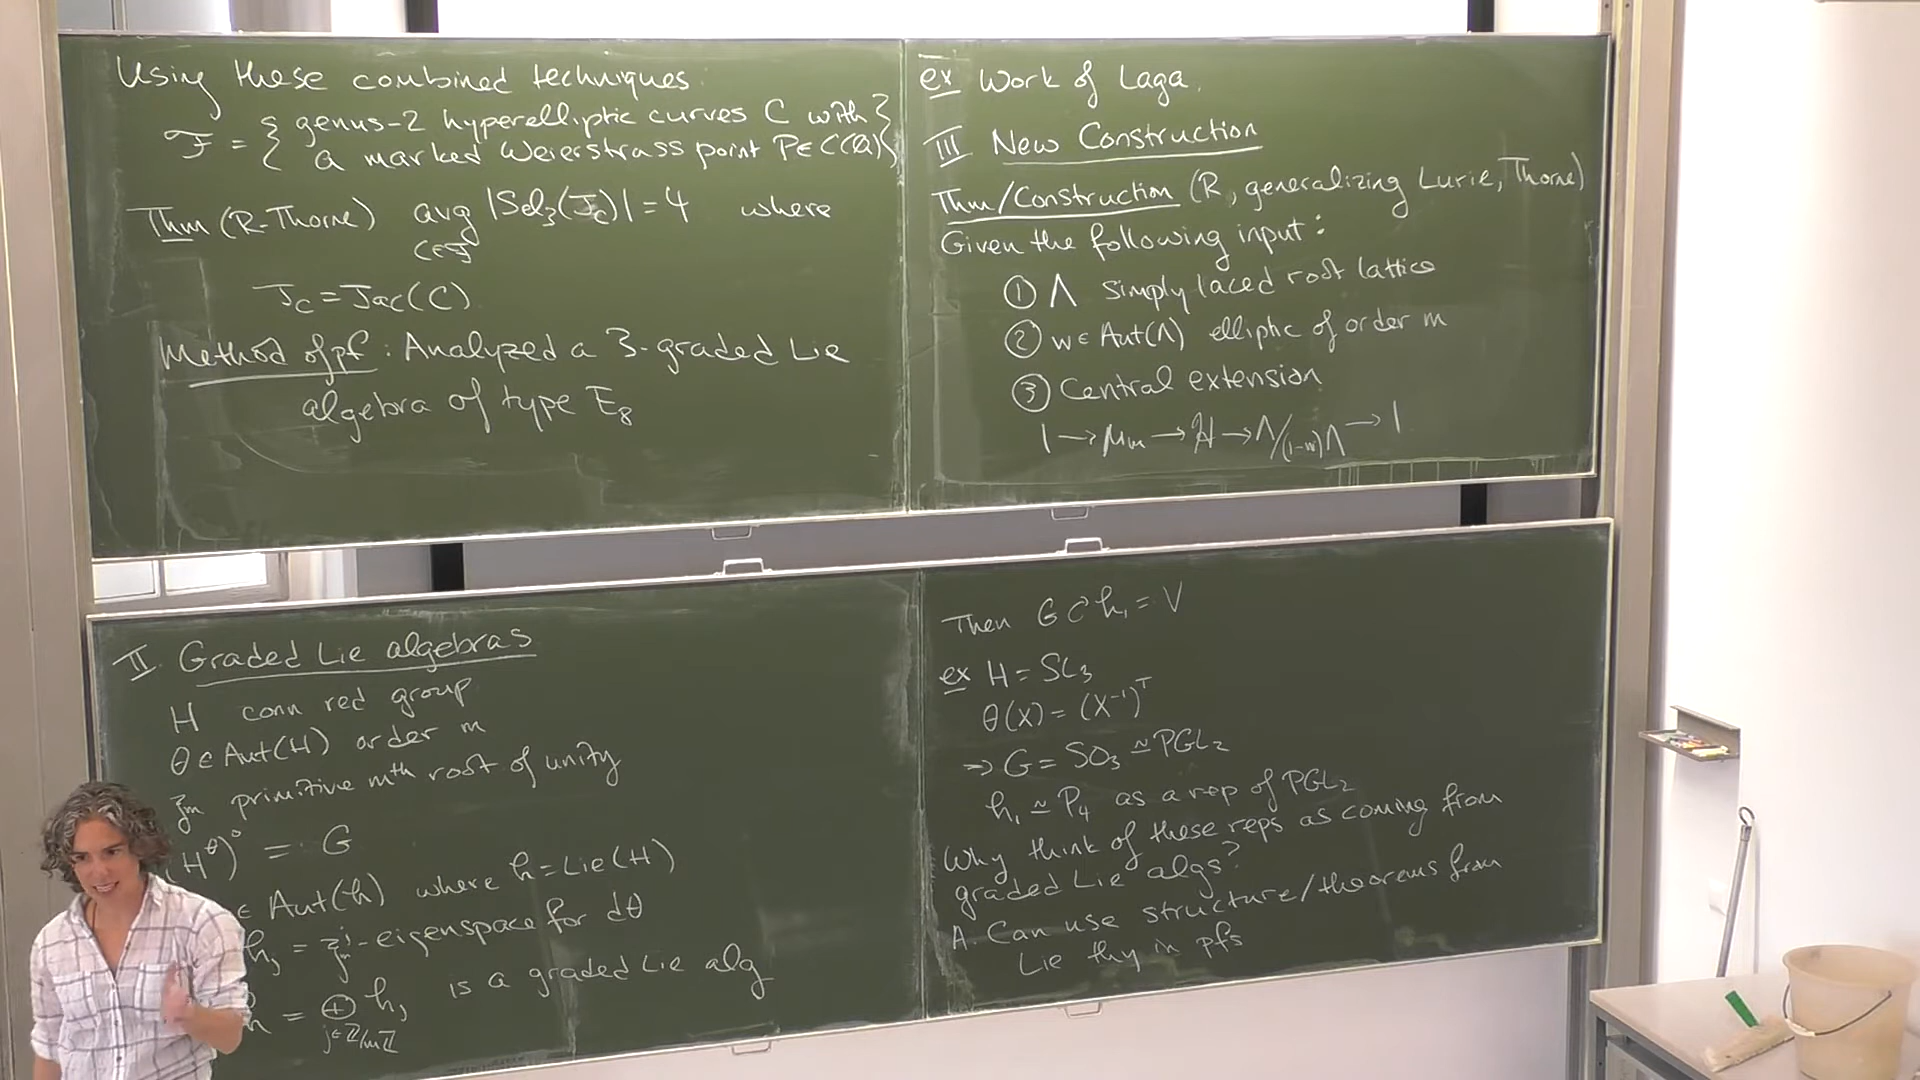 Using these combined techniques:
F = { genus-2 hyperelliptic curves C with
a marked Weierstrass point P∈C(Q) }
Thm (R-Thorne) avg |Sel₃(J_C)| = 4 where
C∈F
J_C = Jac(C).
Method of pf: Analyzed a 3-graded Lie
algebra of type E₈
ex Work of Laga.
III New Construction
Thm/Construction (R, generalizing Lurie, Thorne)
Given the following input:
① Λ simply laced root lattice
② w∈Aut(Λ) elliptic of order m
③ Central extension
1 → μₘ → H → Λ/(1-w)Λ → 1
II Graded Lie algebras
H conn red group
θ∈Aut(H) order m
ζₘ primitive mth root of unity
(H^θ)° = G
∈ Aut(h) where h = Lie(H)
h_j = ζₘ^j-eigenspace for dθ
h = ⊕ h_j is a graded Lie alg
j∈Z/mZ
Then G ⊂ h₁ = V
ex H = SL₃
θ(X) = (X⁻¹)ᵀ
⇒ G = SO₃ ≃ PGL₂
h₁ ≃ P₄ as a rep of PGL₂
Why think of these reps as coming from
graded Lie algs?
A. Can use structure/theorems from
Lie thy in pfs